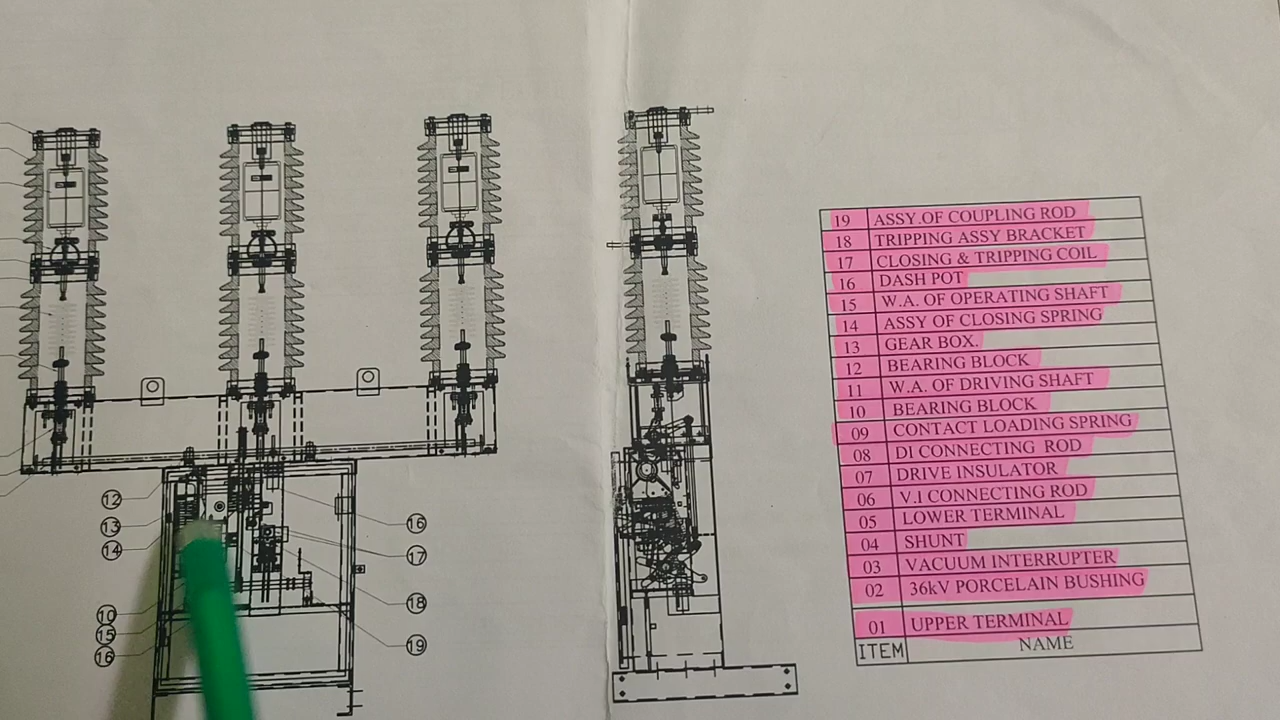 12
13
14
10
15
16
16
17
18
19
19 ASSY.OF COUPLING ROD
18 TRIPPING ASSY BRACKET
17 CLOSING & TRIPPING COIL
16 DASH POT
15 W.A. OF OPERATING SHAFT
14 ASSY OF CLOSING SPRING
13 GEAR BOX.
12 BEARING BLOCK
11 W.A. OF DRIVING SHAFT
10 BEARING BLOCK
09 CONTACT LOADING SPRING
08 DI CONNECTING ROD
07 DRIVE INSULATOR
06 V.I CONNECTING ROD
05 LOWER TERMINAL
04 SHUNT
03 VACUUM INTERRUPTER
02 36kV PORCELAIN BUSHING
01 UPPER TERMINAL
ITEM NAME